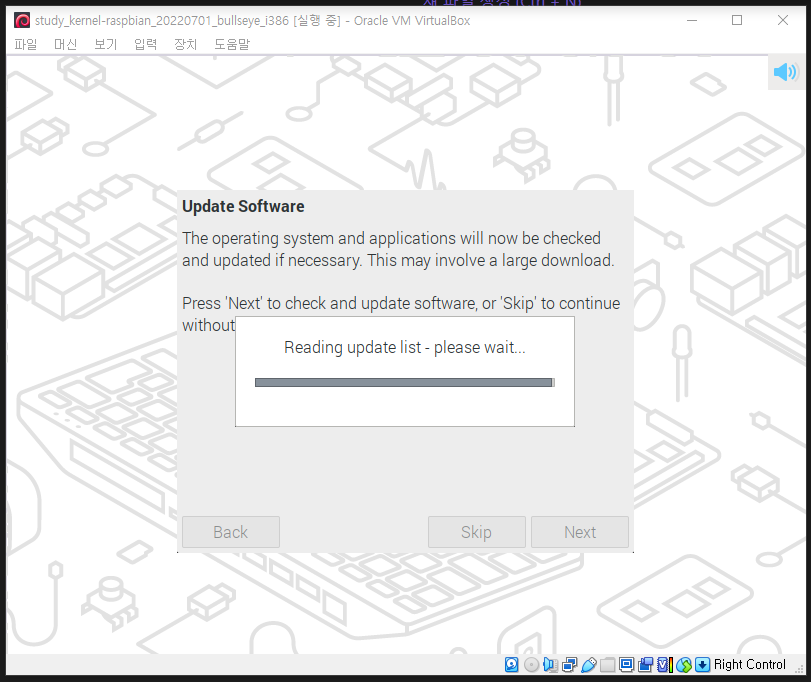 study_kernel-raspbian_20220701_bullseye_i386 [실행 중] - Oracle VM VirtualBox
파일 머신 보기 입력 장치 도움말
Update Software
The operating system and applications will now be checked
and updated if necessary. This may involve a large download.
Press 'Next' to check and update software, or 'Skip' to continue
without
Reading update list - please wait...
Back Skip Next
Right Control